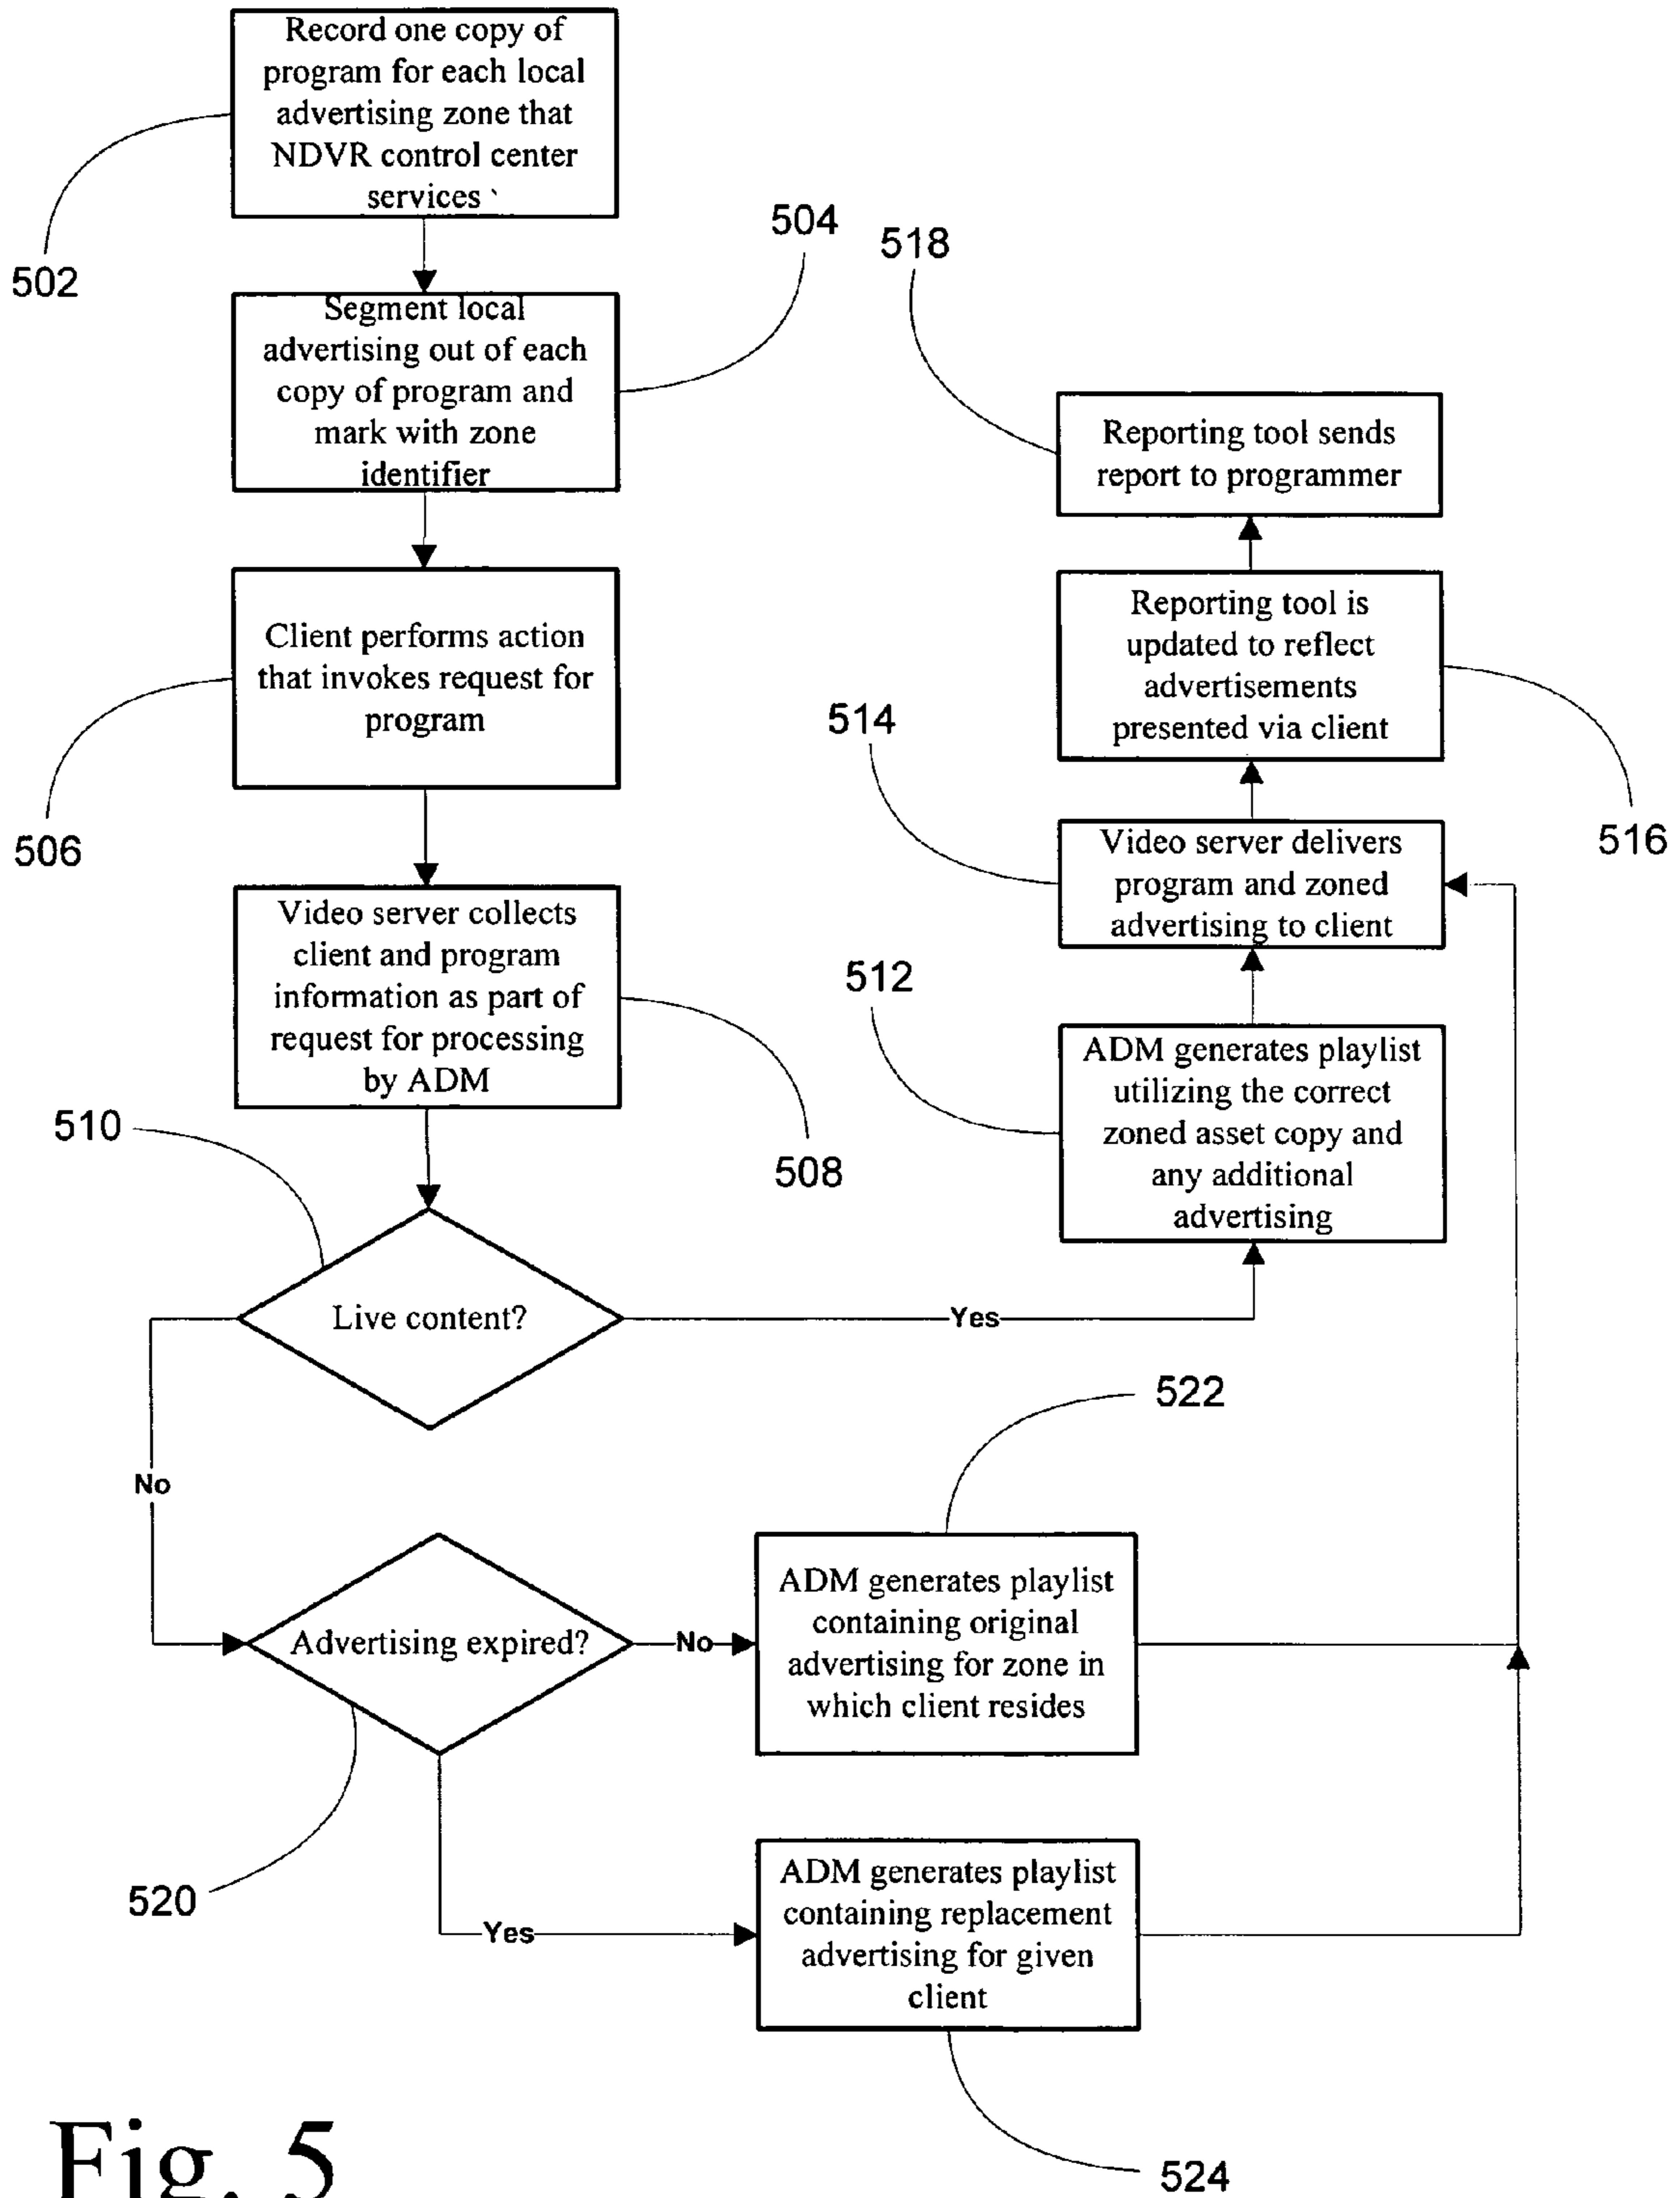 Record one copy of
program for each local
advertising zone that
NDVR control center
services
502
Segment local
advertising out of each
copy of program and
mark with zone
identifier
504
Client performs action
that invokes request for
program
506
Video server collects
client and program
information as part of
request for processing
by ADM
508
510
Live content?
Yes
No
518
Reporting tool sends
report to programmer
Reporting tool is
updated to reflect
advertisements
presented via client
516
514
Video server delivers
program and zoned
advertising to client
512
ADM generates playlist
utilizing the correct
zoned asset copy and
any additional
advertising
522
Advertising expired?
No
ADM generates playlist
containing original
advertising for zone in
which client resides
520
Yes
ADM generates playlist
containing replacement
advertising for given
client
524
Fig. 5